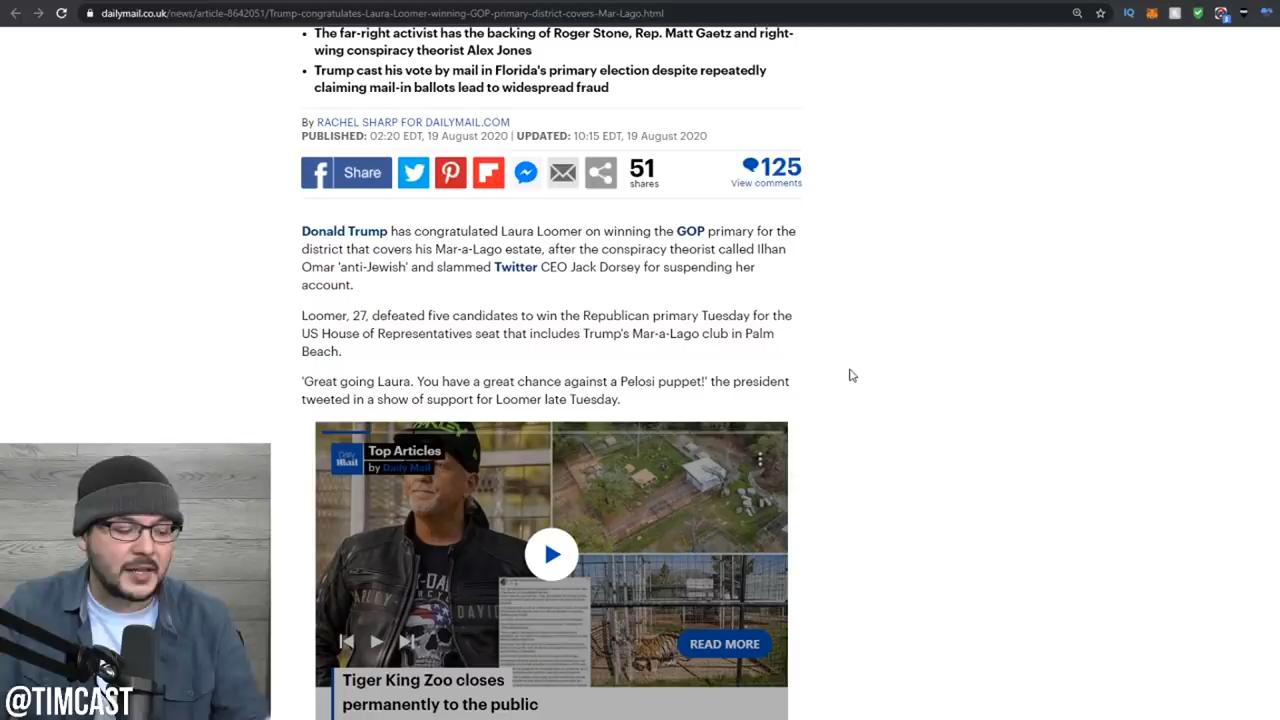 dailymail.co.uk/news/article-8642051/Trump-congratulates-Laura-Loomer-winning-GOP-primary-district-covers-Mar-Lago.html
IQ
• The far-right activist has the backing of Roger Stone, Rep. Matt Gaetz and right-
wing conspiracy theorist Alex Jones
• Trump cast his vote by mail in Florida's primary election despite repeatedly
claiming mail-in ballots lead to widespread fraud
By RACHEL SHARP FOR DAILYMAIL.COM
PUBLISHED: 02:20 EDT, 19 August 2020 | UPDATED: 10:15 EDT, 19 August 2020
Share
51
shares
125
View comments
Donald Trump has congratulated Laura Loomer on winning the GOP primary for the
district that covers his Mar-a-Lago estate, after the conspiracy theorist called Ilhan
Omar 'anti-Jewish' and slammed Twitter CEO Jack Dorsey for suspending her
account.
Loomer, 27, defeated five candidates to win the Republican primary Tuesday for the
US House of Representatives seat that includes Trump's Mar-a-Lago club in Palm
Beach.
'Great going Laura. You have a great chance against a Pelosi puppet!' the president
tweeted in a show of support for Loomer late Tuesday.
Daily Mail
Top Articles
by Daily Mail
READ MORE
Tiger King Zoo closes
permanently to the public
@TIMCAST